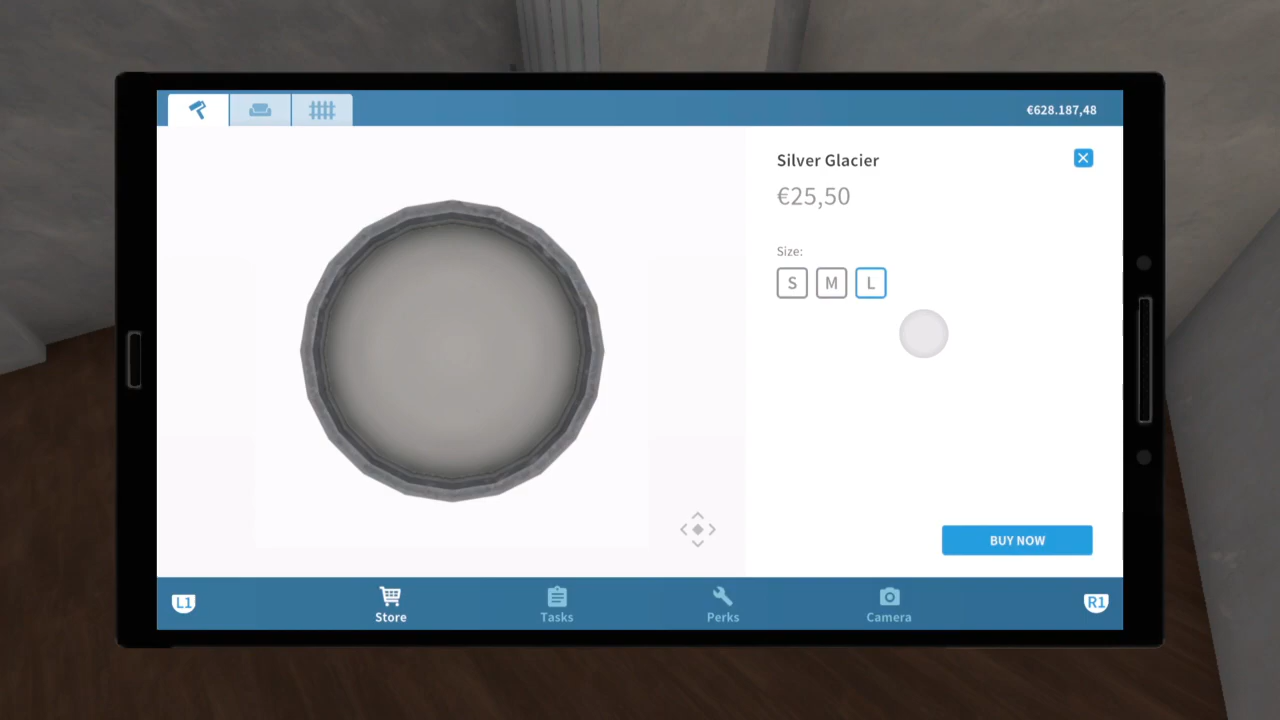 €628.187,48
Silver Glacier
€25,50
Size:
S M L
BUY NOW
L1 Store Tasks Perks Camera R1